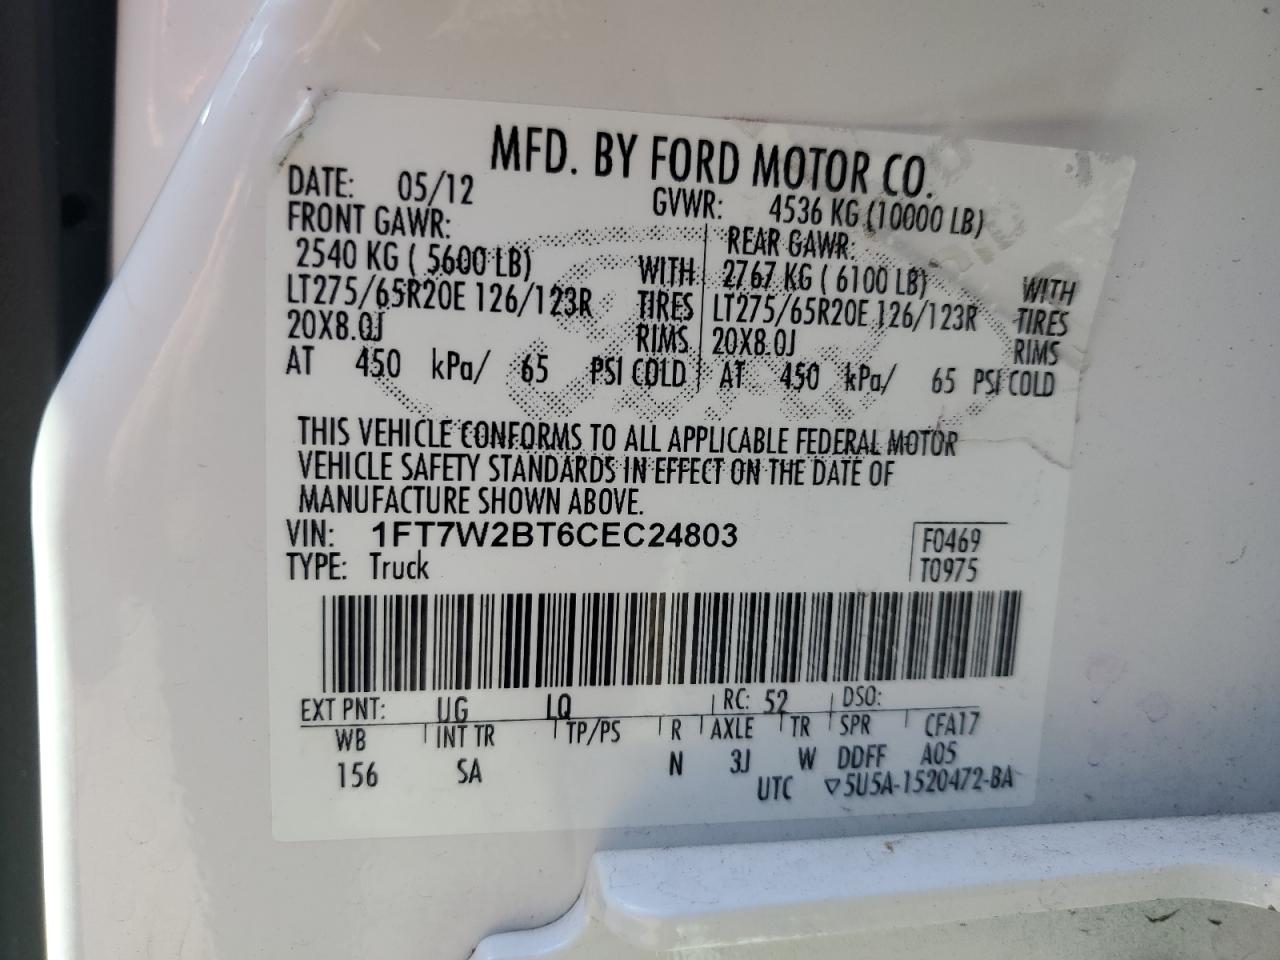 MFD. BY FORD MOTOR CO.
DATE: 05/12 GVWR: 4536 KG (10000 LB)
FRONT GAWR: REAR GAWR:
2540 KG ( 5600 LB) WITH 2767 KG ( 6100 LB) WITH
LT275/65R20E 126/123R TIRES LT275/65R20E 126/123R TIRES
20X8.0J RIMS 20X8.0J RIMS
AT 450 kPa/ 65 PSI COLD AT 450 kPa/ 65 PSI COLD
THIS VEHICLE CONFORMS TO ALL APPLICABLE FEDERAL MOTOR
VEHICLE SAFETY STANDARDS IN EFFECT ON THE DATE OF
MANUFACTURE SHOWN ABOVE.
VIN: 1FT7W2BT6CEC24803 F0469
TYPE: Truck T0975
EXT PNT: UG LQ RC: 52 DSO:
WB INT TR TP/PS R AXLE TR SPR CFA17
156 SA N 3J W DDFF A05
UTC ▽5U5A-1520472-BA